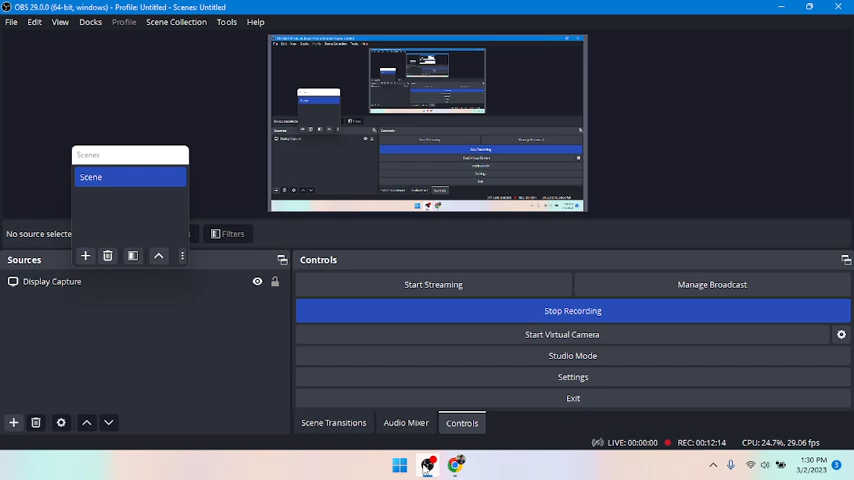 OBS 29.0.0 (64-bit, windows) - Profile: Untitled - Scenes: Untitled
File Edit View Docks Profile Scene Collection Tools Help
Scenes
Scene
No source selecte
Filters
Sources
Display Capture
Controls
Start Streaming Manage Broadcast
Stop Recording
Start Virtual Camera
Studio Mode
Settings
Exit
Scene Transitions Audio Mixer Controls
LIVE: 00:00:00 REC: 00:12:14 CPU: 24.7%, 29.06 fps
1:30 PM
3/2/2023
3